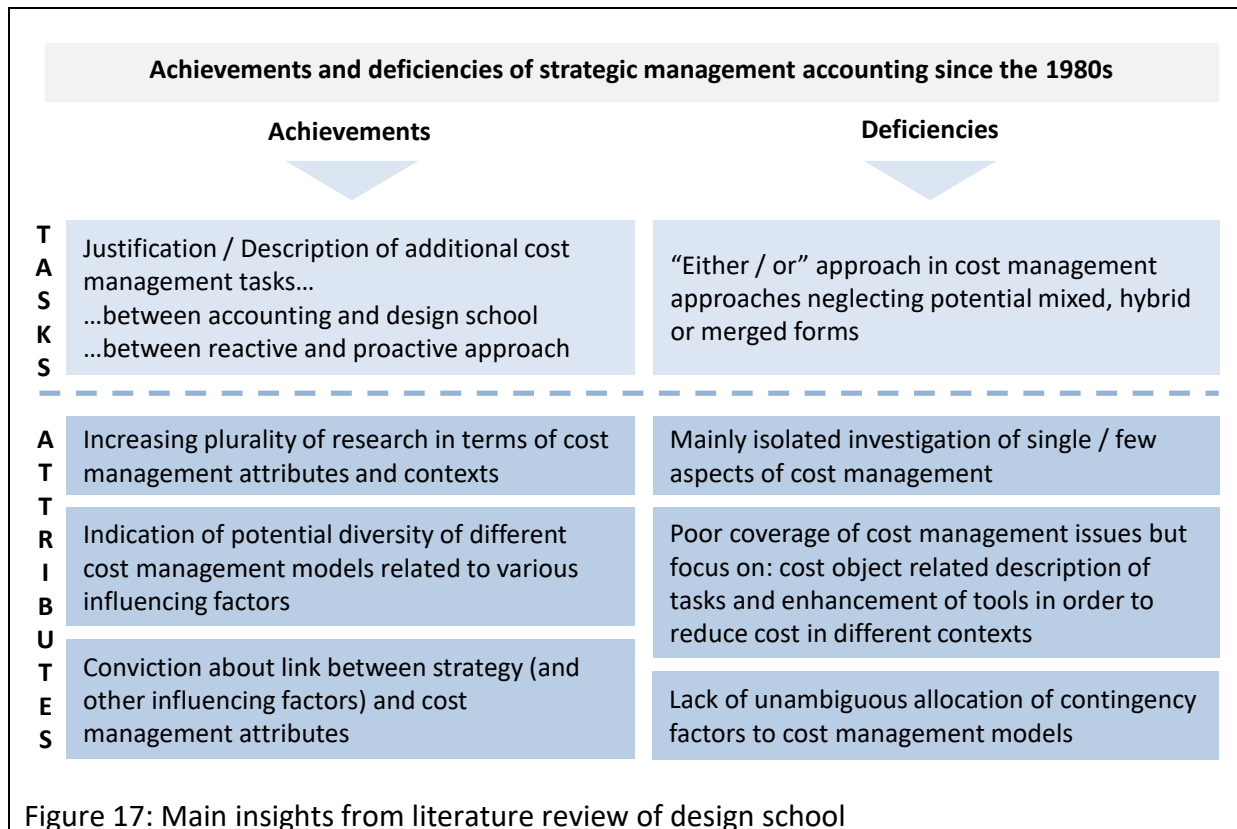 Achievements and deficiencies of strategic management accounting since the 1980s
Achievements
Deficiencies
TASKS
Justification / Description of additional cost
management tasks…
…between accounting and design school
…between reactive and proactive approach
“Either / or” approach in cost management
approaches neglecting potential mixed, hybrid
or merged forms
ATTRIBUTES
Increasing plurality of research in terms of cost
management attributes and contexts
Mainly isolated investigation of single / few
aspects of cost management
Indication of potential diversity of different
cost management models related to various
influencing factors
Poor coverage of cost management issues but
focus on: cost object related description of
tasks and enhancement of tools in order to
reduce cost in different contexts
Conviction about link between strategy (and
other influencing factors) and cost
management attributes
Lack of unambiguous allocation of contingency
factors to cost management models
Figure 17: Main insights from literature review of design school